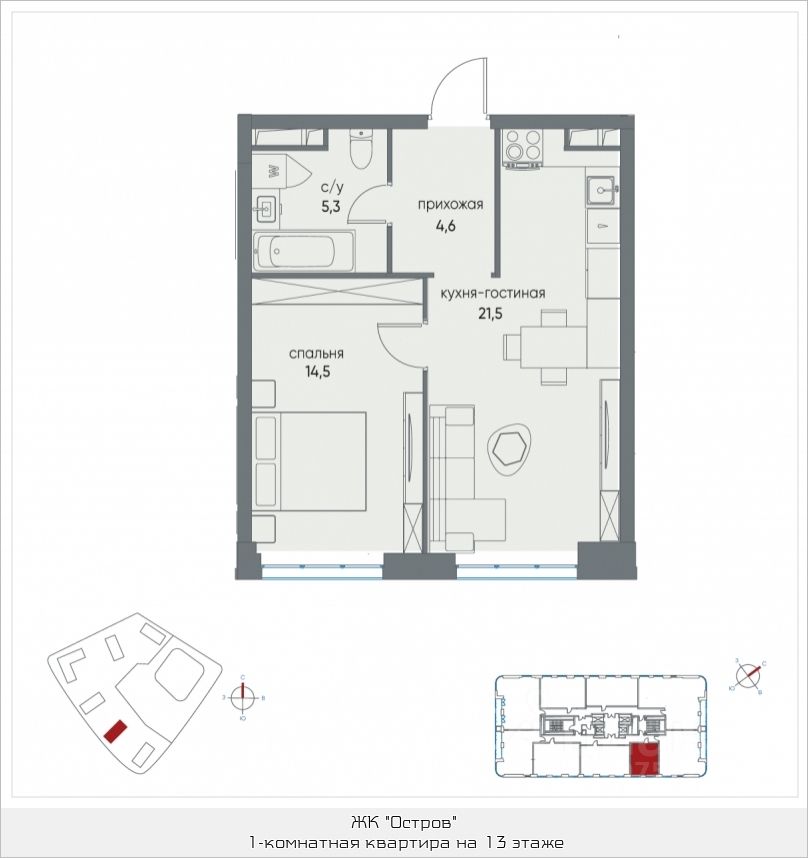 W
с/у
5,3
прихожая
4,6
кухня-гостиная
21,5
спальня
14,5
С
З
В
Ю
З
С
Ю
В
ЖК "Остров"
1-комнатная квартира на 13 этаже